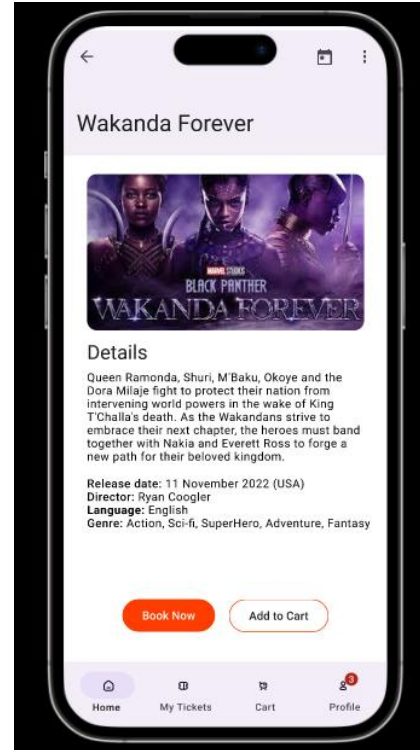 Wakanda Forever
MARVEL STUDIOS
BLACK PANTHER
WAKANDA FOREVER
Details
Queen Ramonda, Shuri, M'Baku, Okoye and the
Dora Milaje fight to protect their nation from
intervening world powers in the wake of King
T'Challa's death. As the Wakandans strive to
embrace their next chapter, the heroes must band
together with Nakia and Everett Ross to forge a
new path for their beloved kingdom.
Release date: 11 November 2022 (USA)
Director: Ryan Coogler
Language: English
Genre: Action, Sci-fi, SuperHero, Adventure, Fantasy
Book Now Add to Cart
3
Home My Tickets Cart Profile